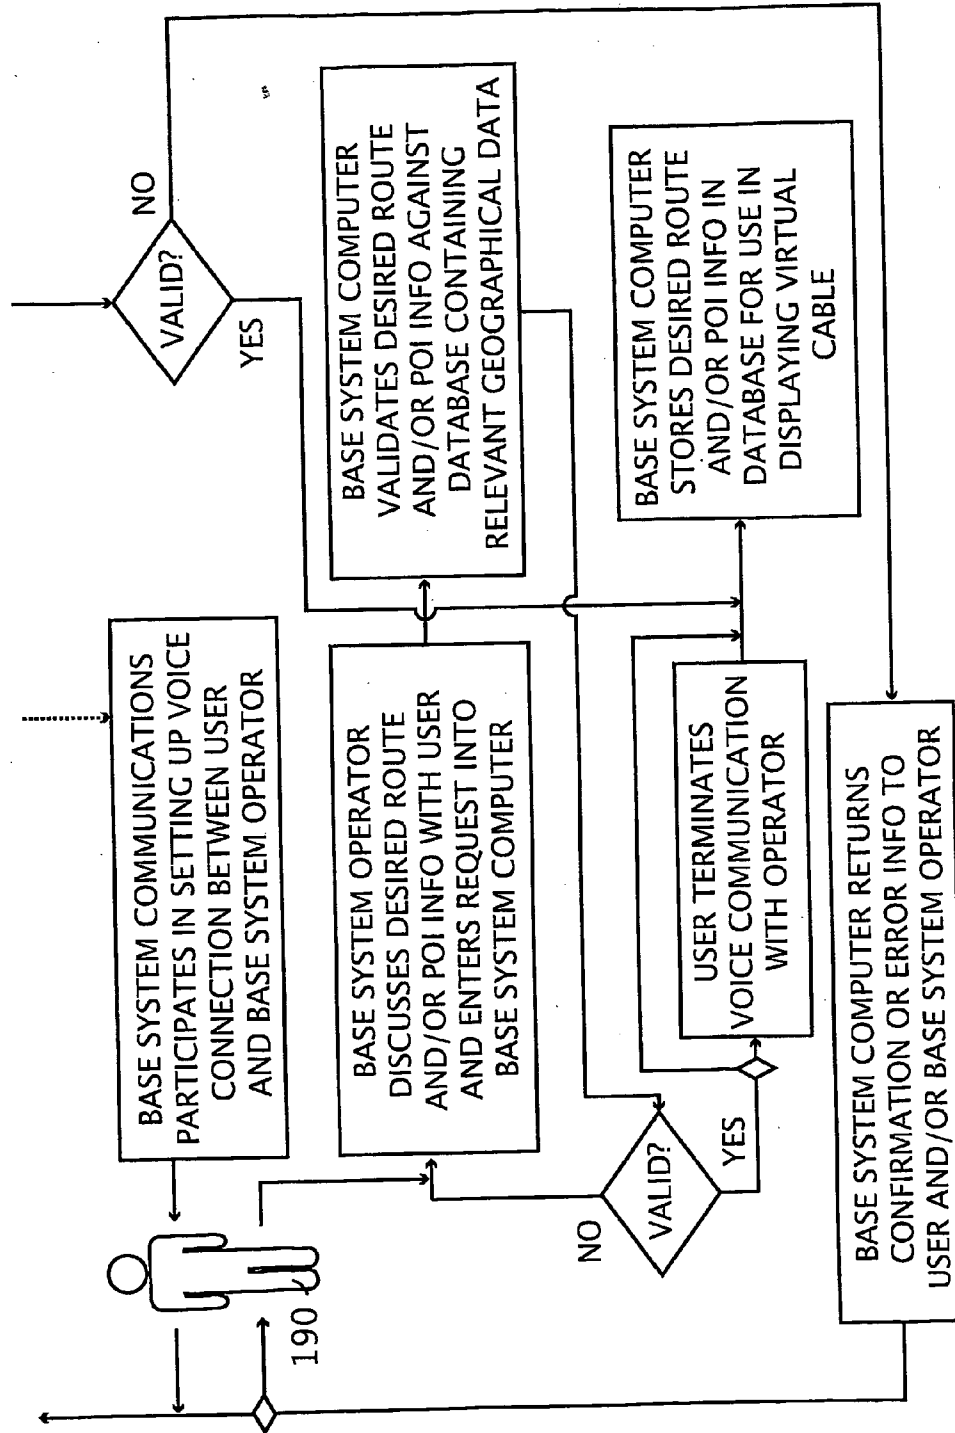 BASE SYSTEM COMMUNICATIONS
PARTICIPATES IN SETTING UP VOICE
CONNECTION BETWEEN USER
AND BASE SYSTEM OPERATOR
VALID?
NO
YES
190
BASE SYSTEM OPERATOR
DISCUSSES DESIRED ROUTE
AND/OR POI INFO WITH USER
AND ENTERS REQUEST INTO
BASE SYSTEM COMPUTER
BASE SYSTEM COMPUTER
VALIDATES DESIRED ROUTE
AND/OR POI INFO AGAINST
DATABASE CONTAINING
RELEVANT GEOGRAPHICAL DATA
NO
VALID?
YES
USER TERMINATES
VOICE COMMUNICATION
WITH OPERATOR
BASE SYSTEM COMPUTER
STORES DESIRED ROUTE
AND/OR POI INFO IN
DATABASE FOR USE IN
DISPLAYING VIRTUAL
CABLE
BASE SYSTEM COMPUTER RETURNS
CONFIRMATION OR ERROR INFO TO
USER AND/OR BASE SYSTEM OPERATOR